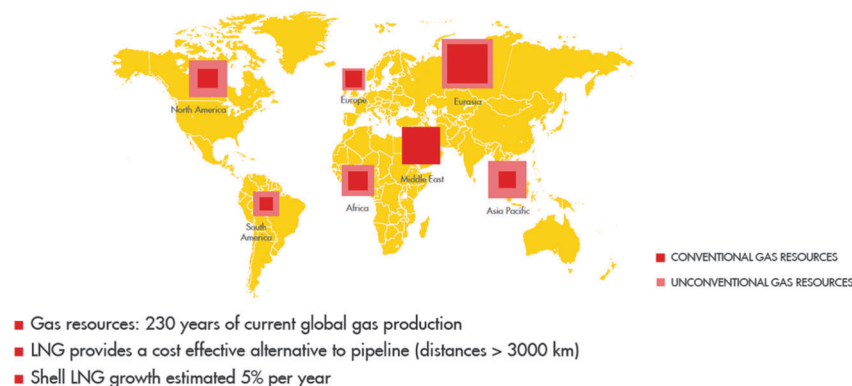 Europe
Eurasia
North America
Middle East
Africa
Asia Pacific
South
America
CONVENTIONAL GAS RESOURCES
UNCONVENTIONAL GAS RESOURCES
Gas resources: 230 years of current global gas production
LNG provides a cost effective alternative to pipeline (distances > 3000 km)
Shell LNG growth estimated 5% per year